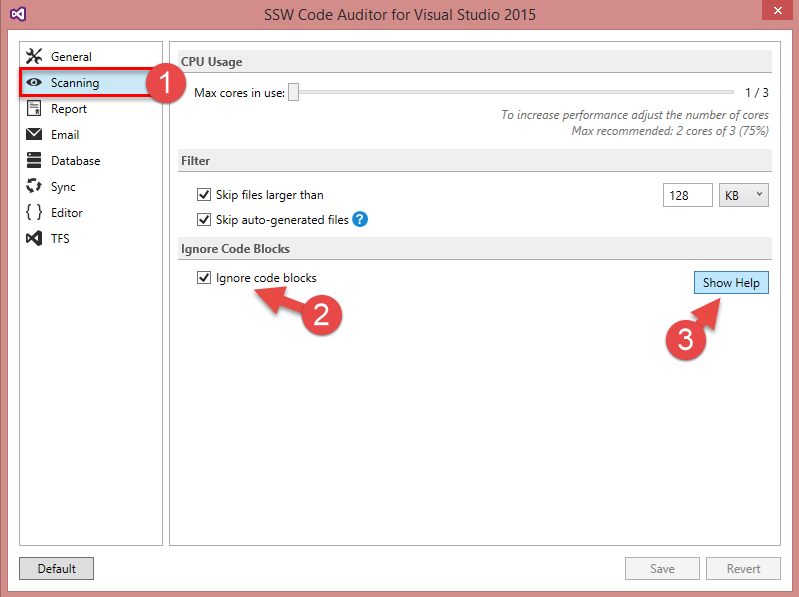 SSW Code Auditor for Visual Studio 2015
General
Scanning
1
Report
Email
Database
Sync
Editor
TFS
CPU Usage
Max cores in use:
1 / 3
To increase performance adjust the number of cores
Max recommended: 2 cores of 3 (75%)
Filter
Skip files larger than
128
KB
Skip auto-generated files ?
Ignore Code Blocks
Ignore code blocks
Show Help
2
3
Default
Save
Revert